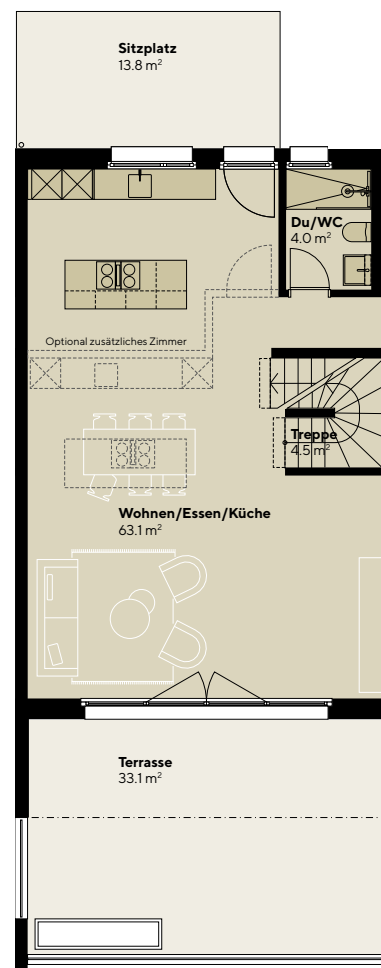 Sitzplatz
13.8 m²
Du/WC
4.0 m²
Optional zusätzliches Zimmer
Treppe
4.5 m²
Wohnen/Essen/Küche
63.1 m²
Terrasse
33.1 m²